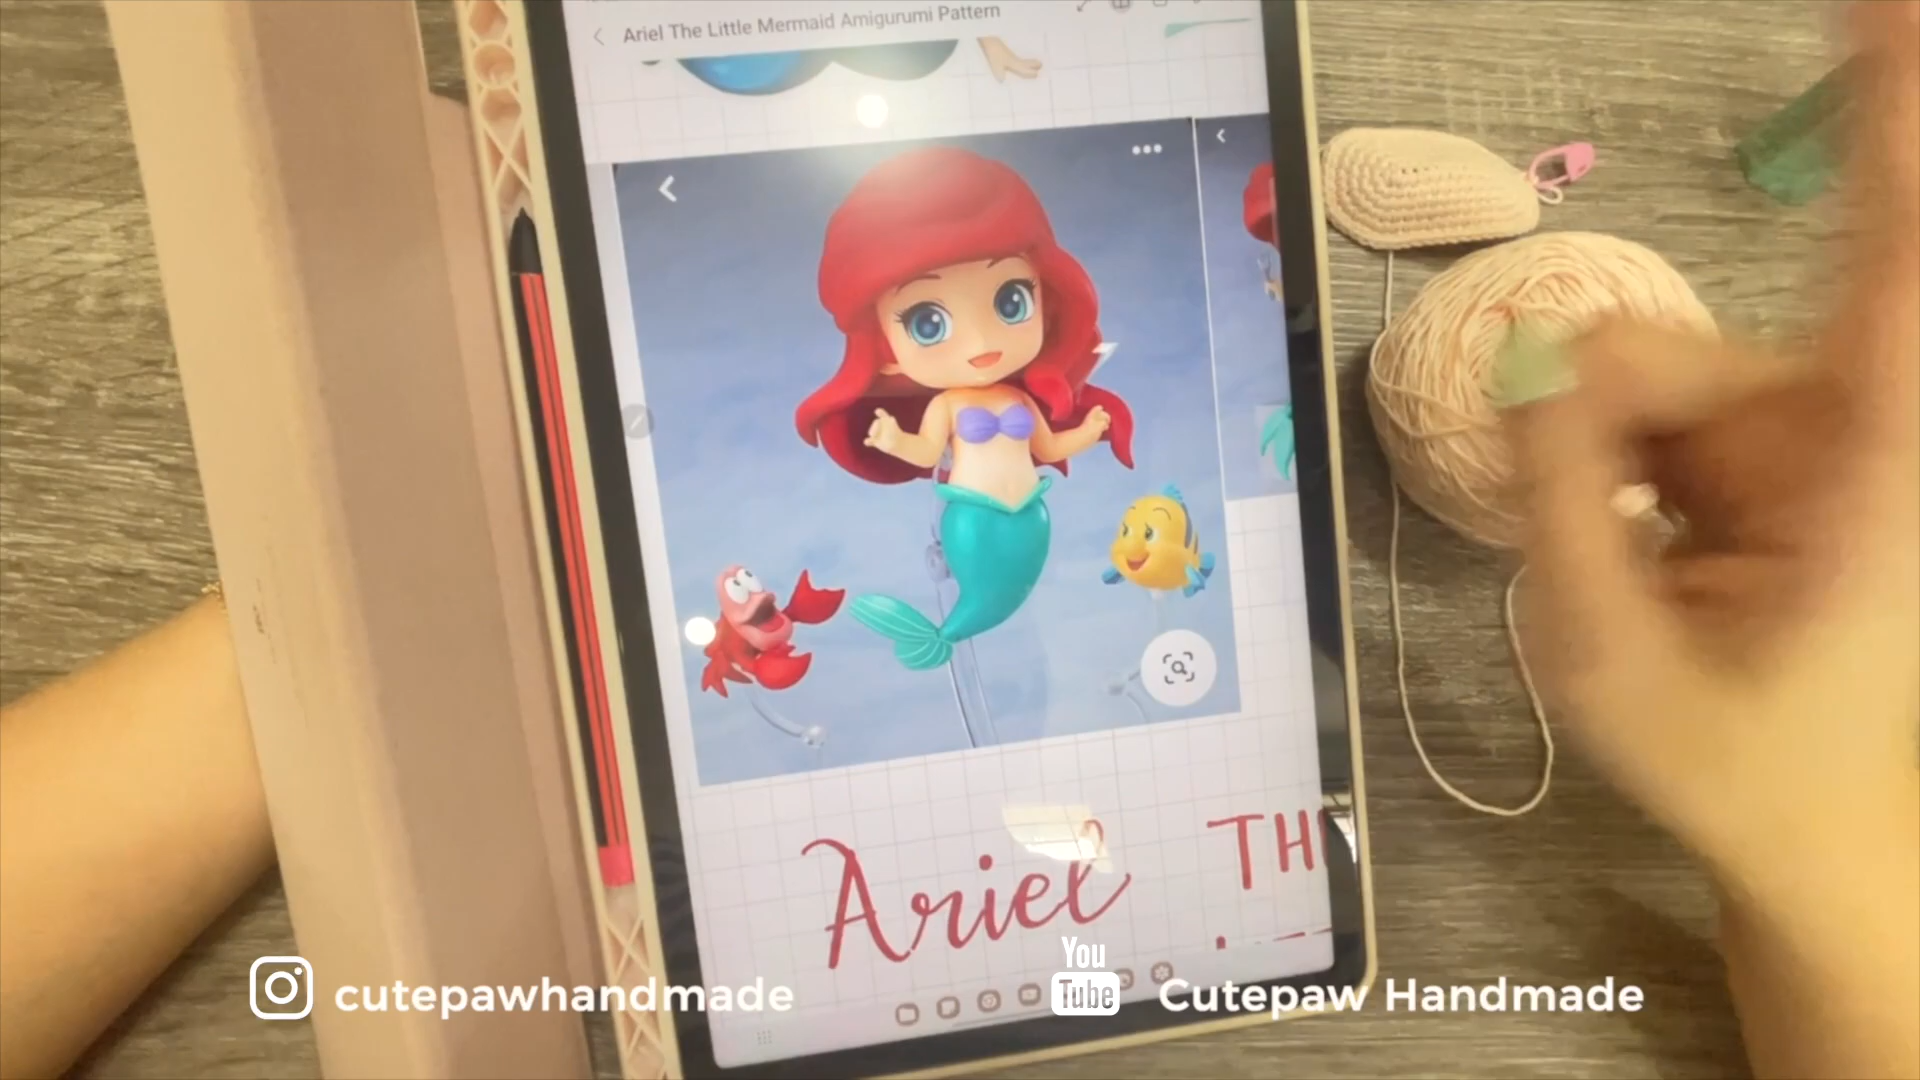 Ariel The Little Mermaid Amigurumi Pattern
Ariel
cutepawhandmade
You
Tube
Cutepaw Handmade